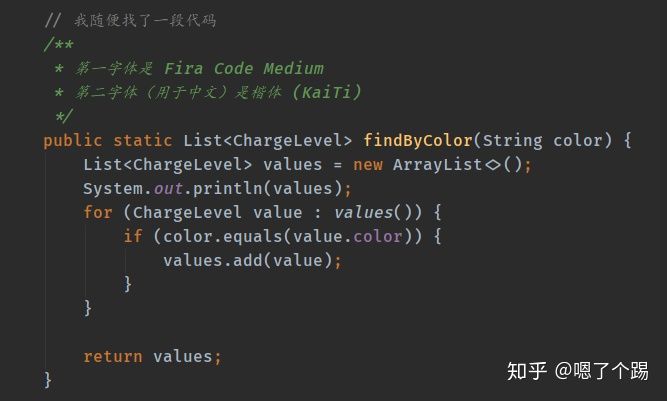 // 我随便找了一段代码
/**
 * 第一字体是 Fira Code Medium
 * 第二字体（用于中文）是楷体 (KaiTi)
 */
public static List<ChargeLevel> findByColor(String color) {
    List<ChargeLevel> values = new ArrayList<>();
    System.out.println(values);
    for (ChargeLevel value : values()) {
        if (color.equals(value.color)) {
            values.add(value);
        }
    }
    return values;
}
知乎 @嗯了个踢